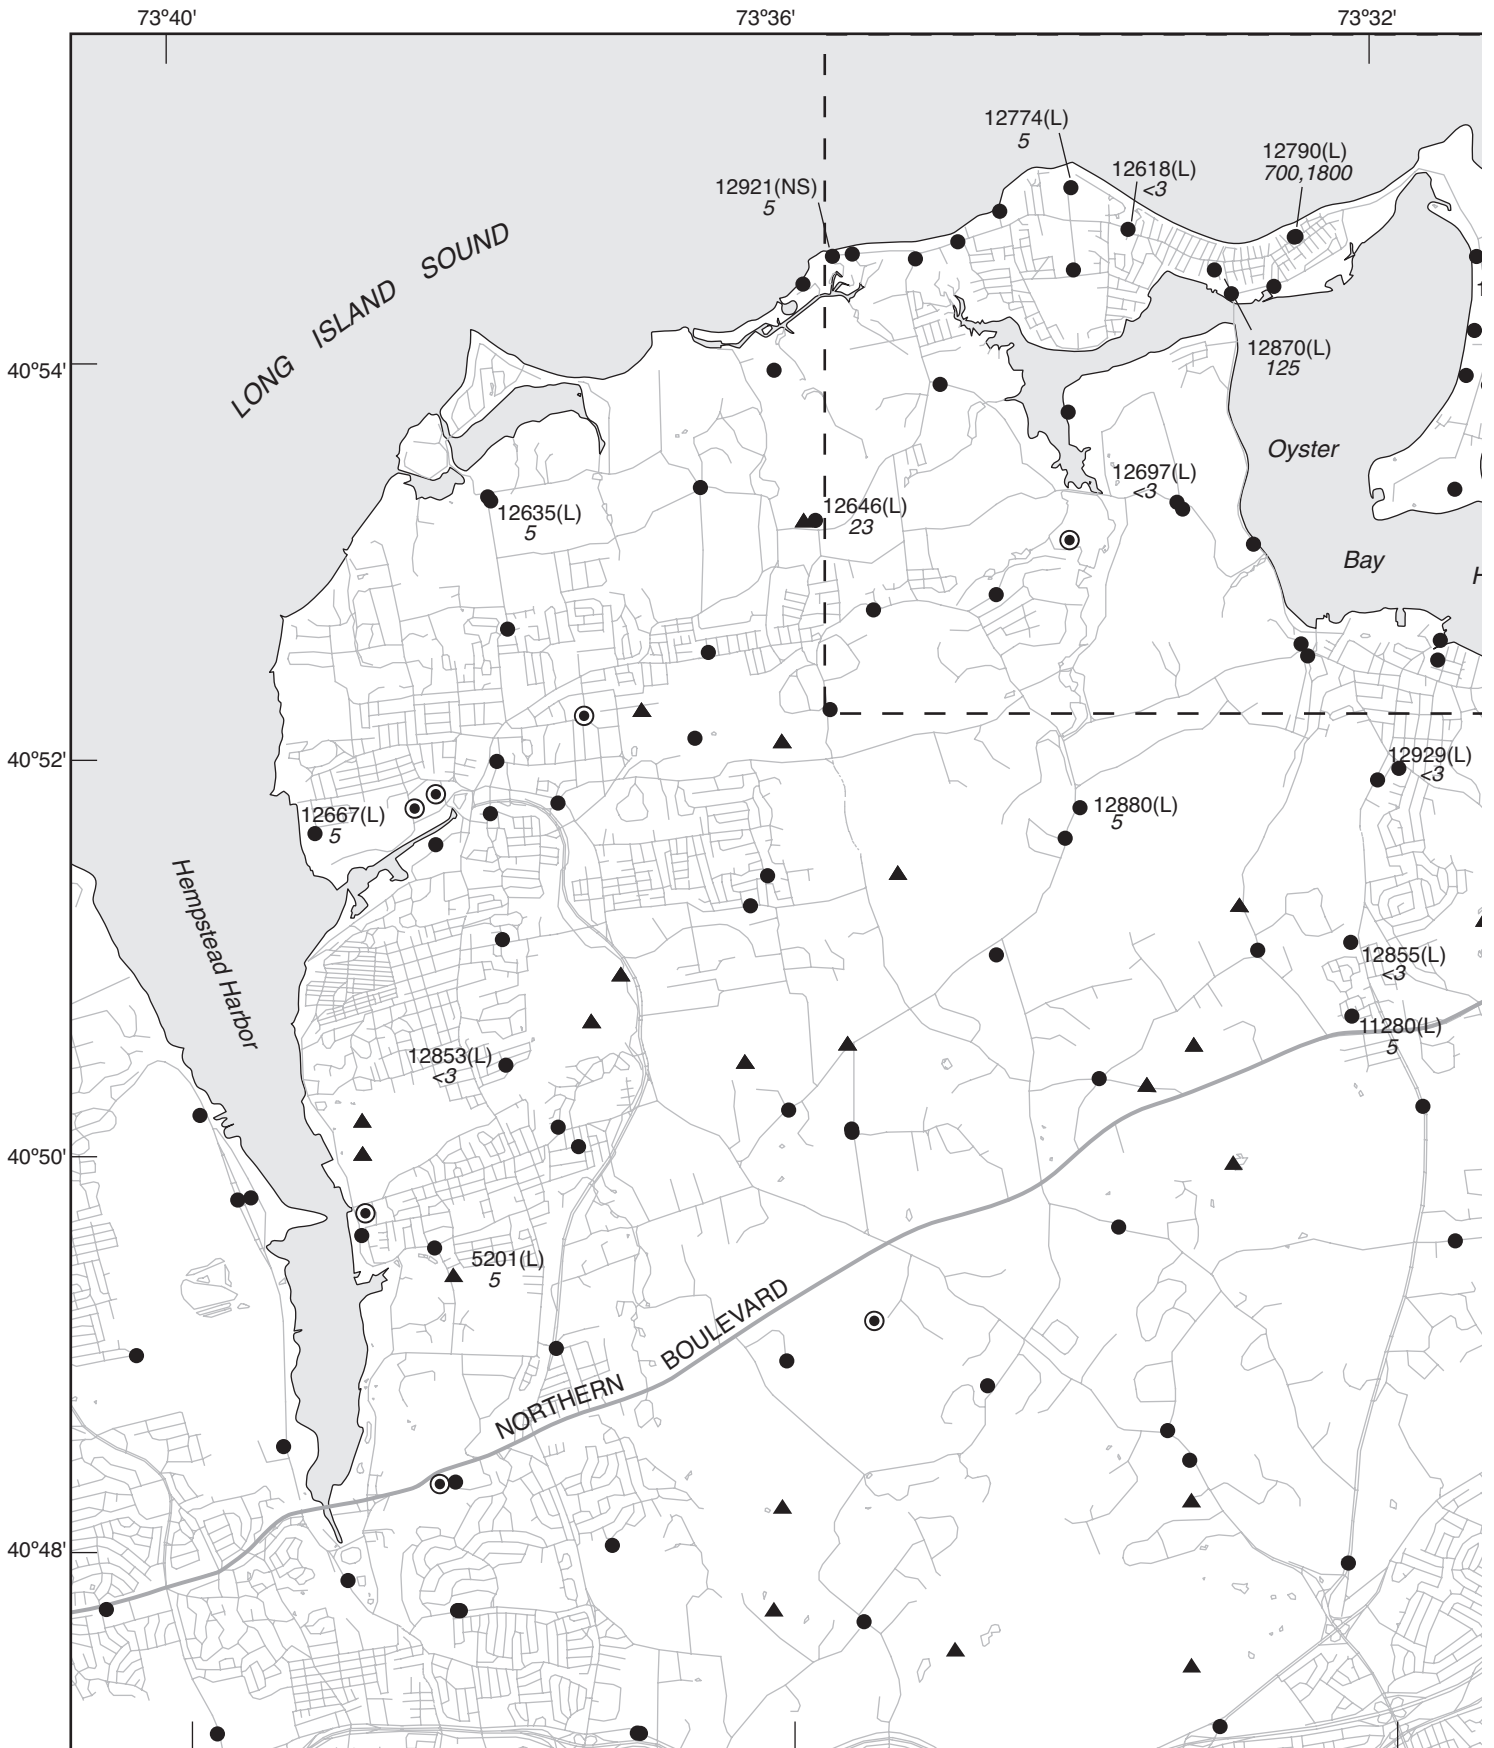 73°40'
73°36'
73°32'
12774(L)
5
12618(L)
<3
12790(L)
700,1800
12921(NS)
5
LONG ISLAND SOUND
12870(L)
125
40°54'
Oyster
12697(L)
<3
12635(L)
5
12646(L)
23
Bay
H
40°52'
12929(L)
<3
12667(L)
5
12880(L)
5
Hempstead Harbor
12855(L)
<3
11280(L)
5
12853(L)
<3
40°50'
5201(L)
5
NORTHERN BOULEVARD
40°48'